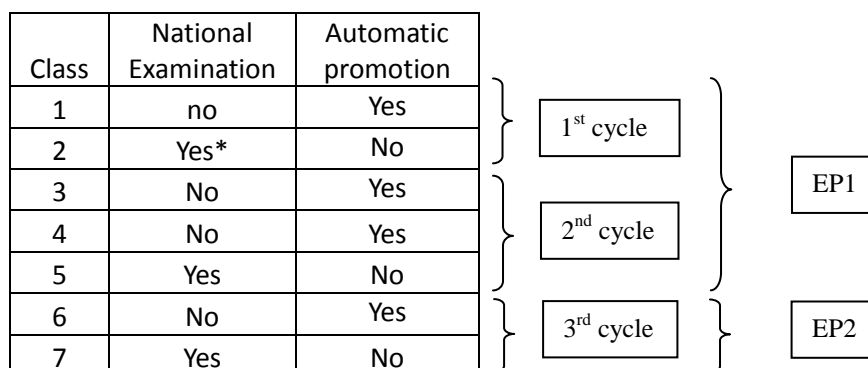 National Automatic
Class Examination promotion
1 no Yes
2 Yes* No
3 No Yes
4 No Yes
5 Yes No
6 No Yes
7 Yes No
1st cycle
2nd cycle
3rd cycle
EP1
EP2